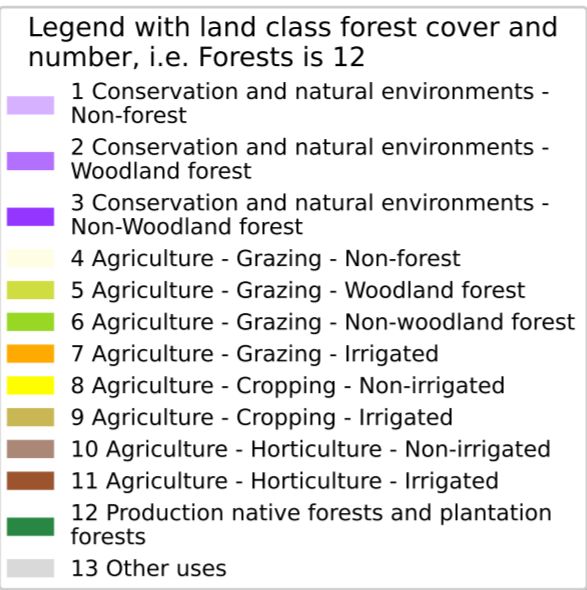 Legend with land class forest cover and
number, i.e. Forests is 12
1 Conservation and natural environments -
Non-forest
2 Conservation and natural environments -
Woodland forest
3 Conservation and natural environments -
Non-Woodland forest
4 Agriculture - Grazing - Non-forest
5 Agriculture - Grazing - Woodland forest
6 Agriculture - Grazing - Non-woodland forest
7 Agriculture - Grazing - Irrigated
8 Agriculture - Cropping - Non-irrigated
9 Agriculture - Cropping - Irrigated
10 Agriculture - Horticulture - Non-irrigated
11 Agriculture - Horticulture - Irrigated
12 Production native forests and plantation
forests
13 Other uses